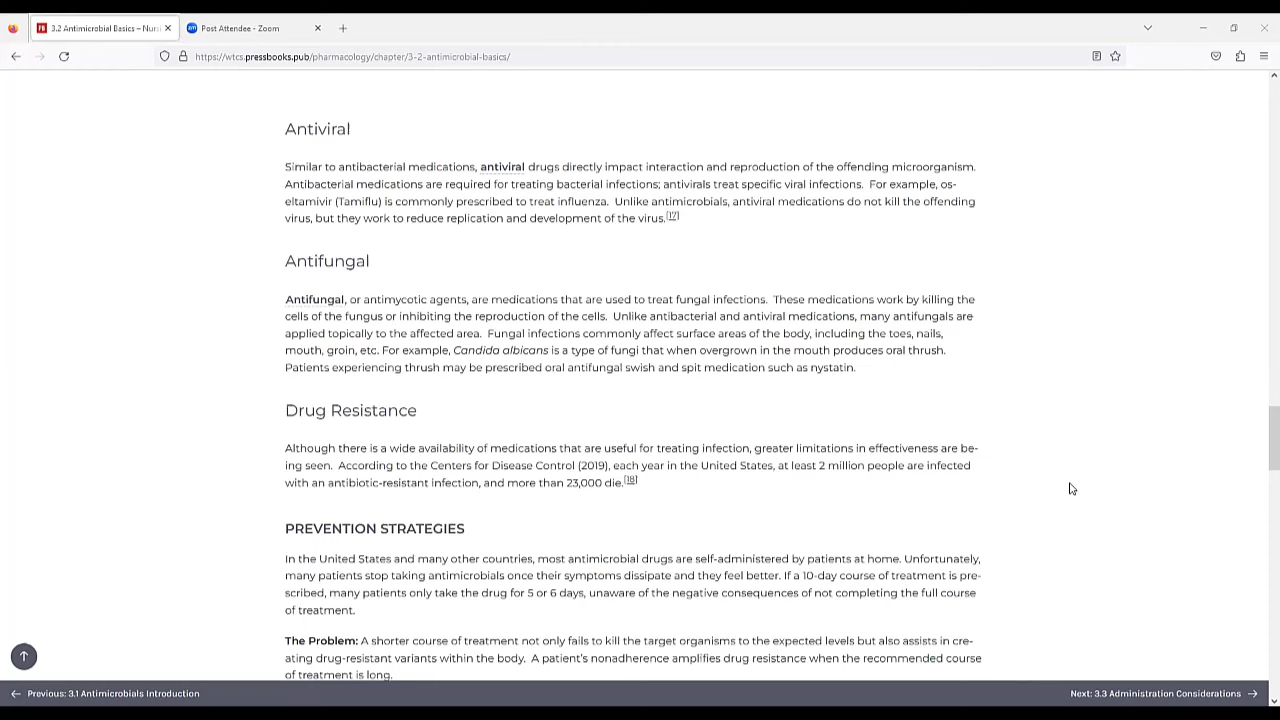 3.2 Antimicrobial Basics – Nurs
Post Attendee - Zoom
https://wtcs.pressbooks.pub/pharmacology/chapter/3-2-antimicrobial-basics/
Antiviral
Similar to antibacterial medications, antiviral drugs directly impact interaction and reproduction of the offending microorganism.
Antibacterial medications are required for treating bacterial infections; antivirals treat specific viral infections.  For example, os-
eltamivir (Tamiflu) is commonly prescribed to treat influenza.  Unlike antimicrobials, antiviral medications do not kill the offending
virus, but they work to reduce replication and development of the virus.[17]
Antifungal
Antifungal, or antimycotic agents, are medications that are used to treat fungal infections.  These medications work by killing the
cells of the fungus or inhibiting the reproduction of the cells.  Unlike antibacterial and antiviral medications, many antifungals are
applied topically to the affected area.  Fungal infections commonly affect surface areas of the body, including the toes, nails,
mouth, groin, etc. For example, Candida albicans is a type of fungi that when overgrown in the mouth produces oral thrush.
Patients experiencing thrush may be prescribed oral antifungal swish and spit medication such as nystatin.
Drug Resistance
Although there is a wide availability of medications that are useful for treating infection, greater limitations in effectiveness are be-
ing seen.  According to the Centers for Disease Control (2019), each year in the United States, at least 2 million people are infected
with an antibiotic-resistant infection, and more than 23,000 die.[18]
PREVENTION STRATEGIES
In the United States and many other countries, most antimicrobial drugs are self-administered by patients at home. Unfortunately,
many patients stop taking antimicrobials once their symptoms dissipate and they feel better. If a 10-day course of treatment is pre-
scribed, many patients only take the drug for 5 or 6 days, unaware of the negative consequences of not completing the full course
of treatment.
The Problem: A shorter course of treatment not only fails to kill the target organisms to the expected levels but also assists in cre-
ating drug-resistant variants within the body.  A patient's nonadherence amplifies drug resistance when the recommended course
of treatment is long.
Previous: 3.1 Antimicrobials Introduction
Next: 3.3 Administration Considerations